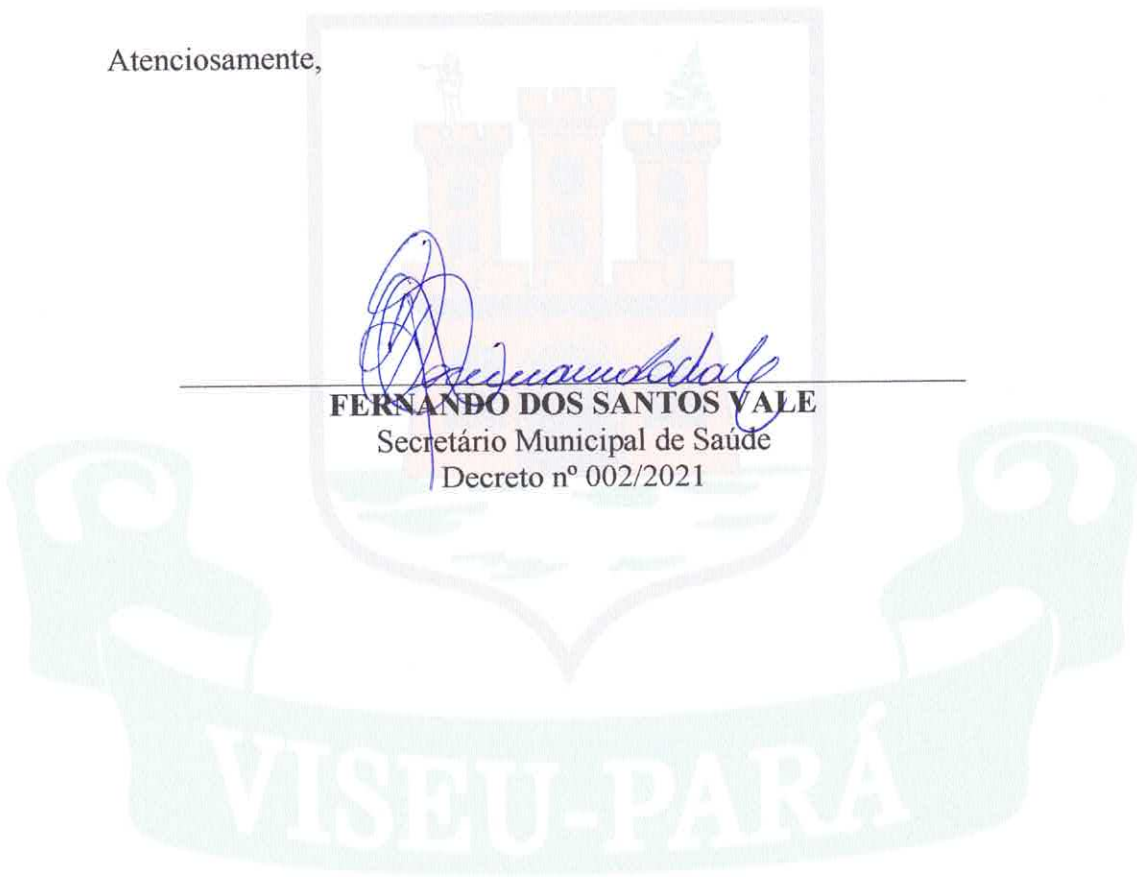 Atenciosamente,
FERNANDO DOS SANTOS VALE
Secretário Municipal de Saúde
Decreto nº 002/2021
VISEU-PARÁ